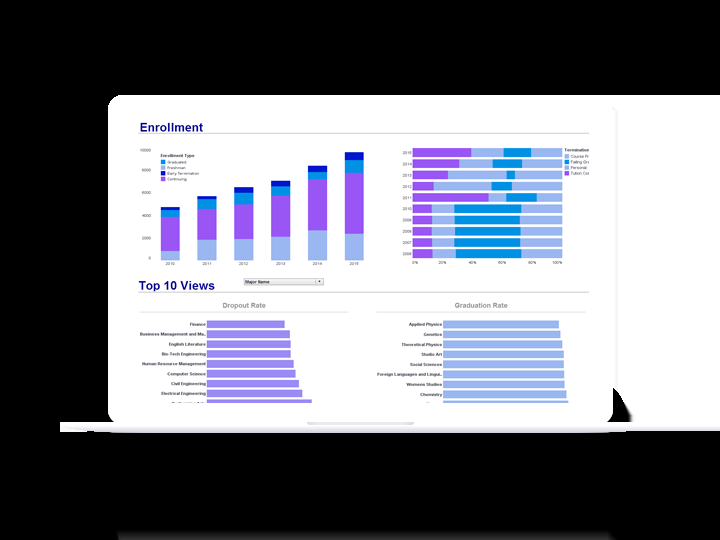 Enrollment
10000
8000
6000
4000
2000
0
Enrollment Type
Graduated
Freshman
Early Termination
Continuing
2010
2011
2012
2013
2014
2015
2015
2014
2013
2012
2011
2010
2009
2008
2007
2006
0%
20%
40%
60%
80%
100%
Termination
Course Fr
Failing Gr
Personal
Tution Co
Top 10 Views
Major Name
Dropout Rate
Finance
Business Management and Ma..
English Literature
Bio-Tech Engineering
Human Resource Management
Computer Science
Civil Engineering
Electrical Engineering
Graduation Rate
Applied Physics
Genetics
Theoretical Physics
Studio Art
Social Sciences
Foreign Languages and Lingui..
Womens Studies
Chemistry